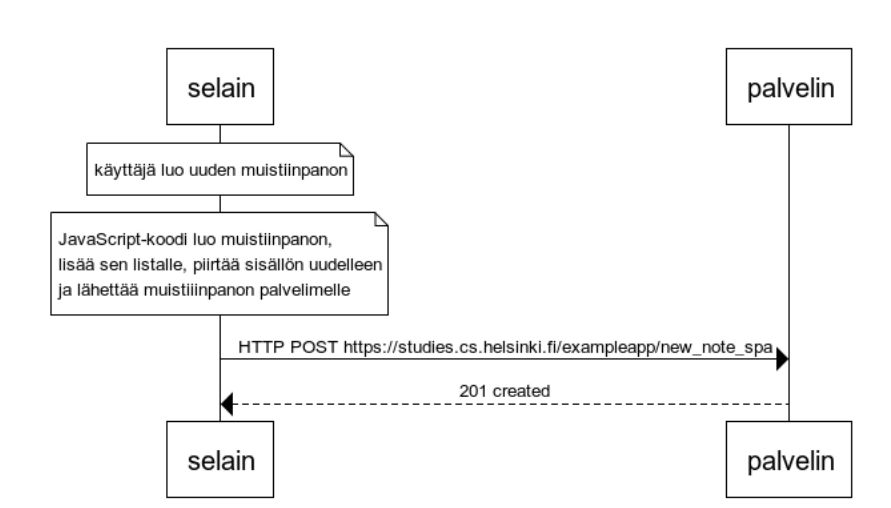 selain
palvelin
käyttäjä luo uuden muistiinpanon
JavaScript-koodi luo muistiinpanon,
lisää sen listalle, piirtää sisällön uudelleen
ja lähettää muistiiinpanon palvelimelle
HTTP POST https://studies.cs.helsinki.fi/exampleapp/new_note_spa
201 created
selain
palvelin